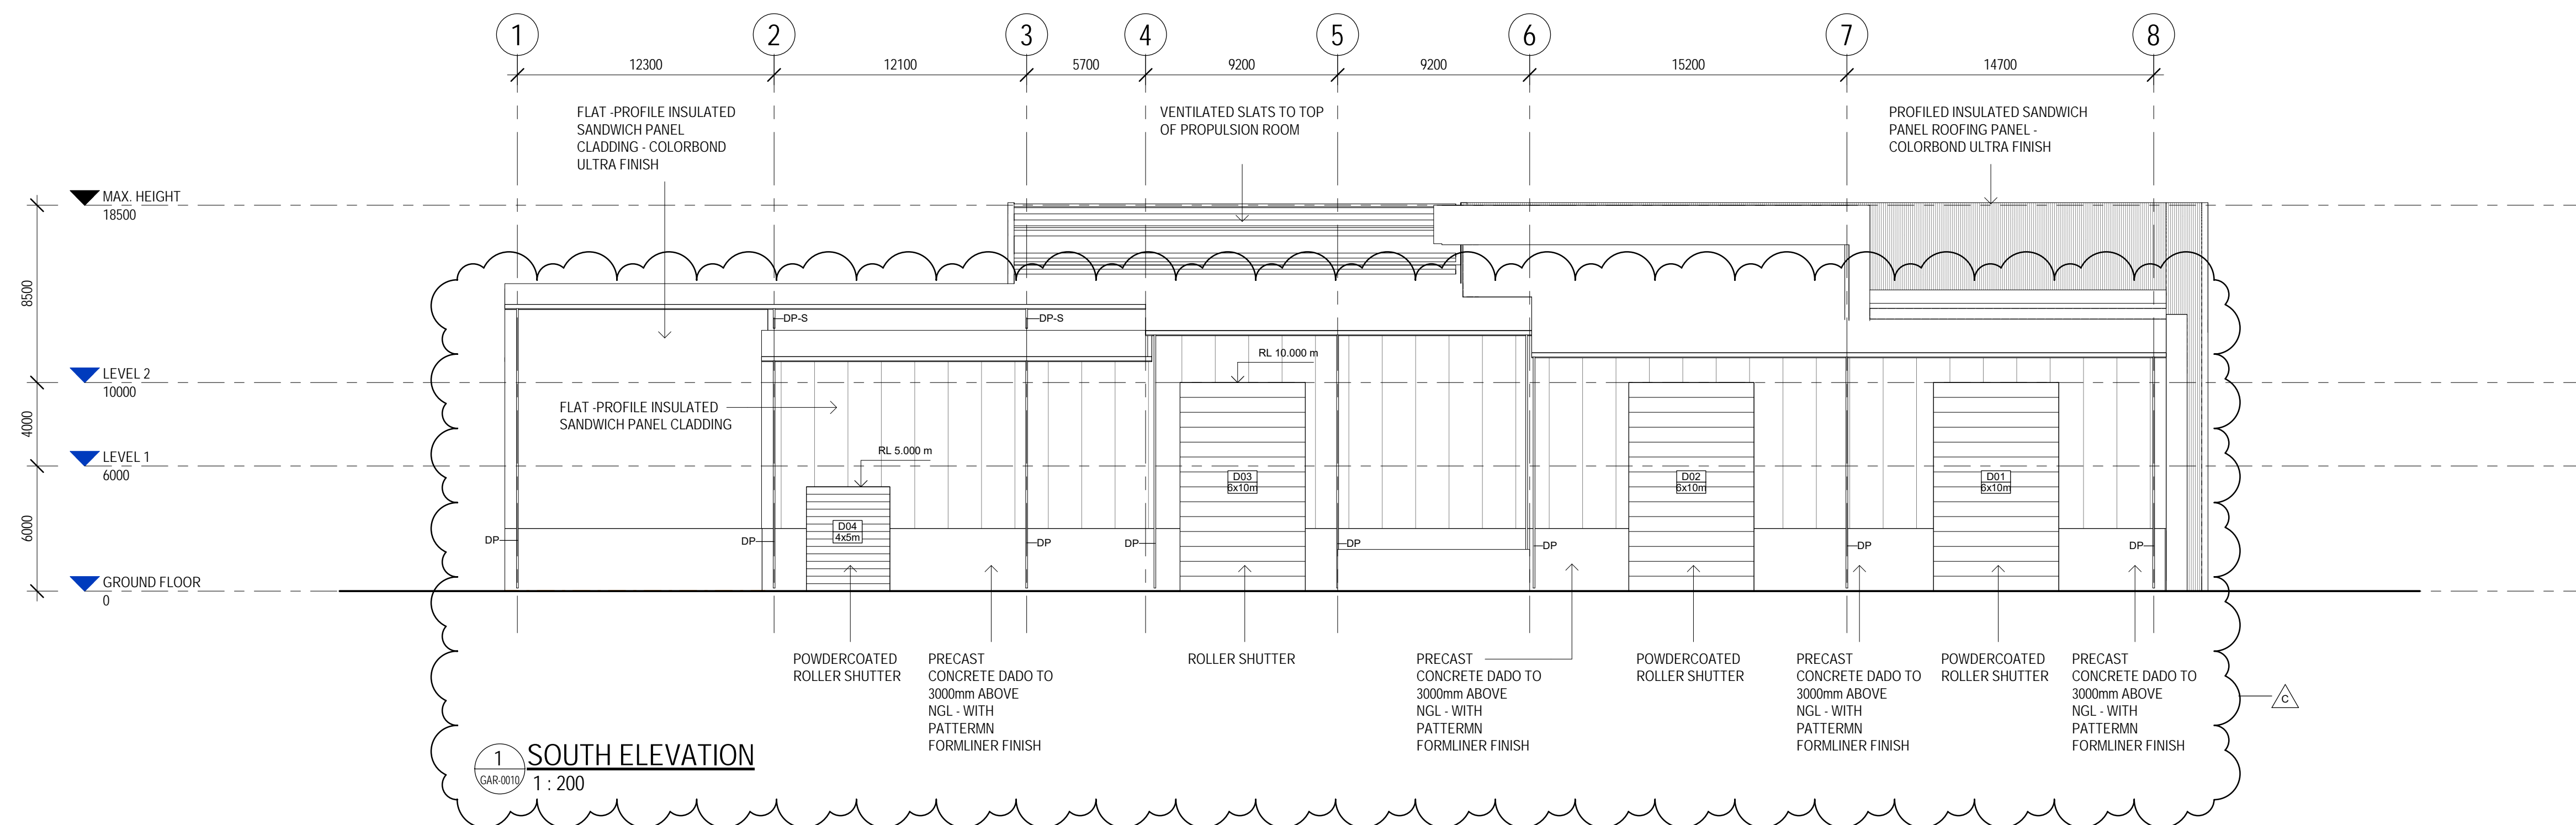 1 2 3 4 5 6 7 8
12300 12100 5700 9200 9200 15200 14700
FLAT -PROFILE INSULATED
SANDWICH PANEL
CLADDING - COLORBOND
ULTRA FINISH
VENTILATED SLATS TO TOP
OF PROPULSION ROOM
PROFILED INSULATED SANDWICH
PANEL ROOFING PANEL -
COLORBOND ULTRA FINISH
MAX. HEIGHT
18500
8500
DP-S
DP-S
RL 10.000 m
LEVEL 2
10000
4000
FLAT -PROFILE INSULATED
SANDWICH PANEL CLADDING
RL 5.000 m
LEVEL 1
6000
D03
6x10m
D02
6x10m
D01
6x10m
6000
D04
4x5m
DP
DP
DP
DP
DP
DP
DP
DP
GROUND FLOOR
0
POWDERCOATED
ROLLER SHUTTER
PRECAST
CONCRETE DADO TO
3000mm ABOVE
NGL - WITH
PATTERMN
FORMLINER FINISH
ROLLER SHUTTER
PRECAST
CONCRETE DADO TO
3000mm ABOVE
NGL - WITH
PATTERMN
FORMLINER FINISH
POWDERCOATED
ROLLER SHUTTER
PRECAST
CONCRETE DADO TO
3000mm ABOVE
NGL - WITH
PATTERMN
FORMLINER FINISH
POWDERCOATED
ROLLER SHUTTER
PRECAST
CONCRETE DADO TO
3000mm ABOVE
NGL - WITH
PATTERMN
FORMLINER FINISH
C
1
GAR-0010
SOUTH ELEVATION
1 : 200